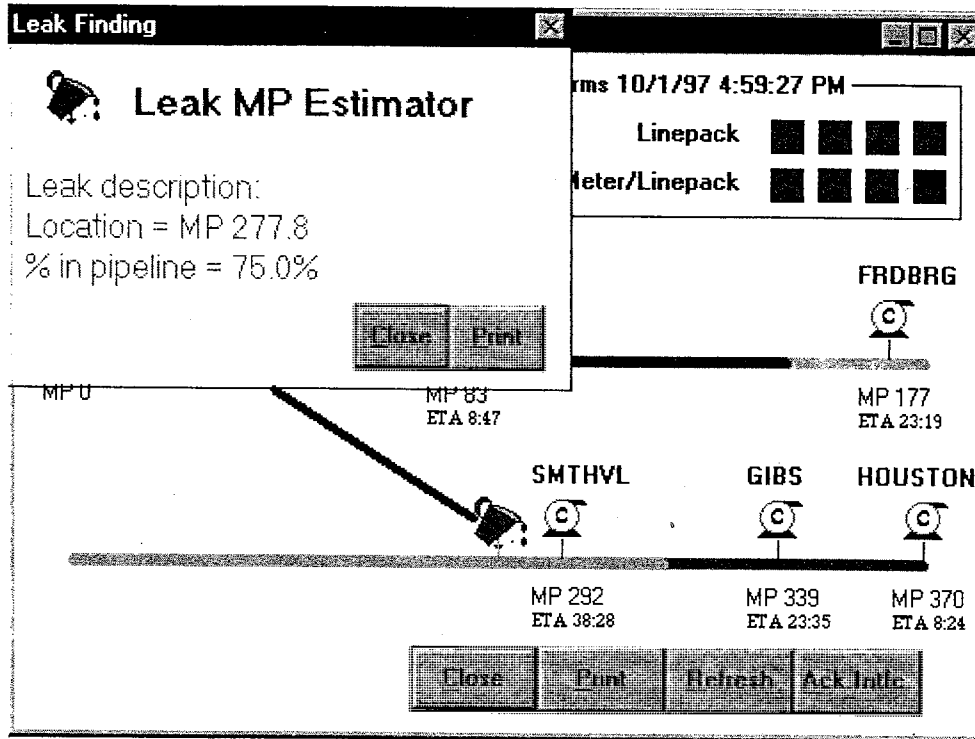 Leak Finding
Leak MP Estimator
Leak description:
Location = MP 277.8
% in pipeline = 75.0%
Close Print
rms 10/1/97 4:59:27 PM
Linepack
Meter/Linepack
FRDBRG
C
MP 0
MP 83
ETA 8:47
MP 177
ETA 23:19
SMTHVL
GIBS
HOUSTON
C C C
MP 292
ETA 38:28
MP 339
ETA 23:35
MP 370
ETA 8:24
Close Print Refresh Ack Intfc